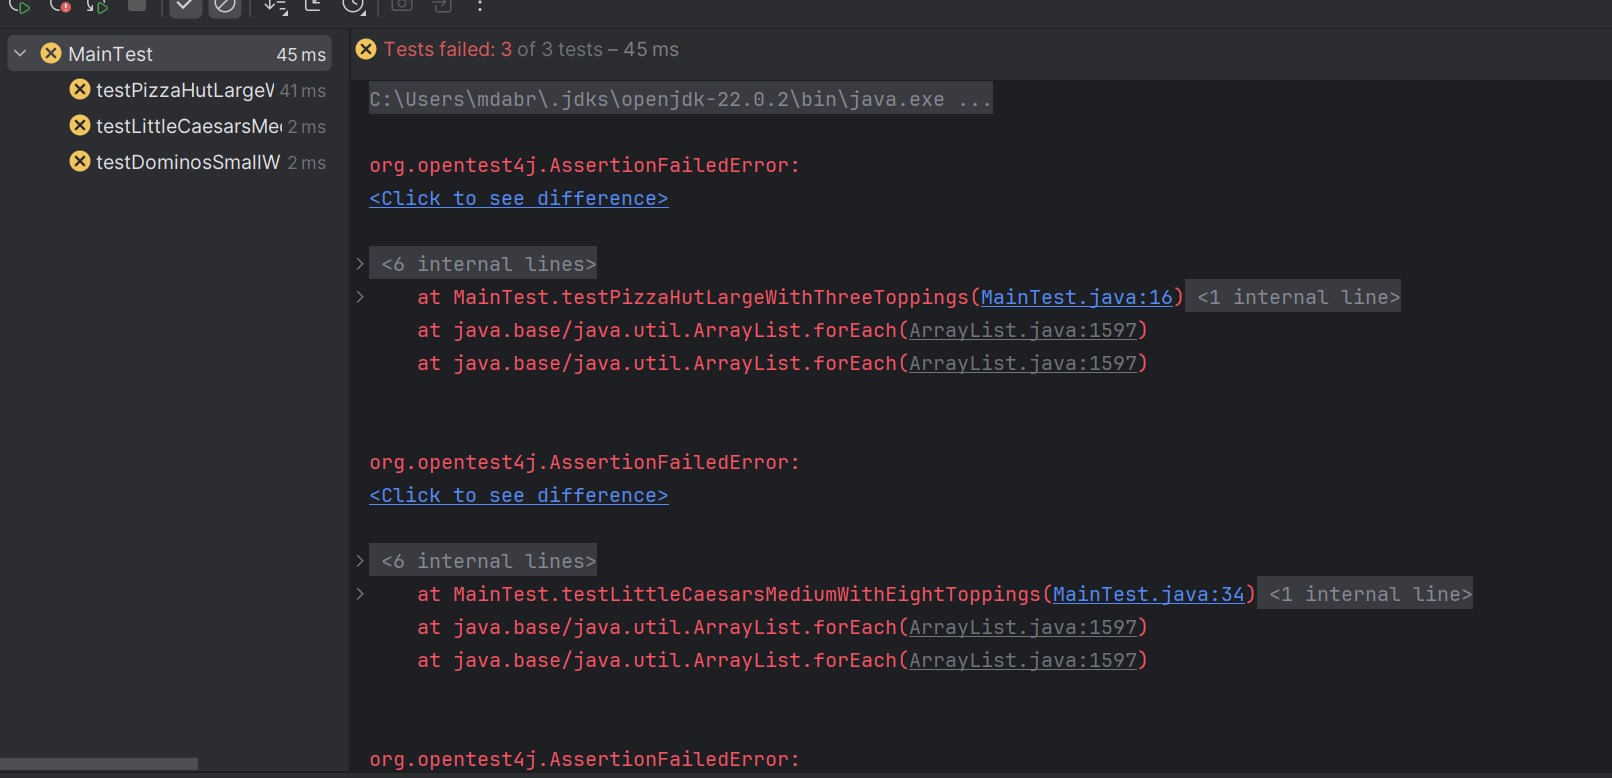 MainTest 45 ms
testPizzaHutLargeW 41 ms
testLittleCaesarsMe 2 ms
testDominosSmallW 2 ms
Tests failed: 3 of 3 tests – 45 ms
C:\Users\mdabr\.jdks\openjdk-22.0.2\bin\java.exe ...
org.opentest4j.AssertionFailedError:
<Click to see difference>
<6 internal lines>
at MainTest.testPizzaHutLargeWithThreeToppings(MainTest.java:16) <1 internal line>
at java.base/java.util.ArrayList.forEach(ArrayList.java:1597)
at java.base/java.util.ArrayList.forEach(ArrayList.java:1597)
org.opentest4j.AssertionFailedError:
<Click to see difference>
<6 internal lines>
at MainTest.testLittleCaesarsMediumWithEightToppings(MainTest.java:34) <1 internal line>
at java.base/java.util.ArrayList.forEach(ArrayList.java:1597)
at java.base/java.util.ArrayList.forEach(ArrayList.java:1597)
org.opentest4j.AssertionFailedError: